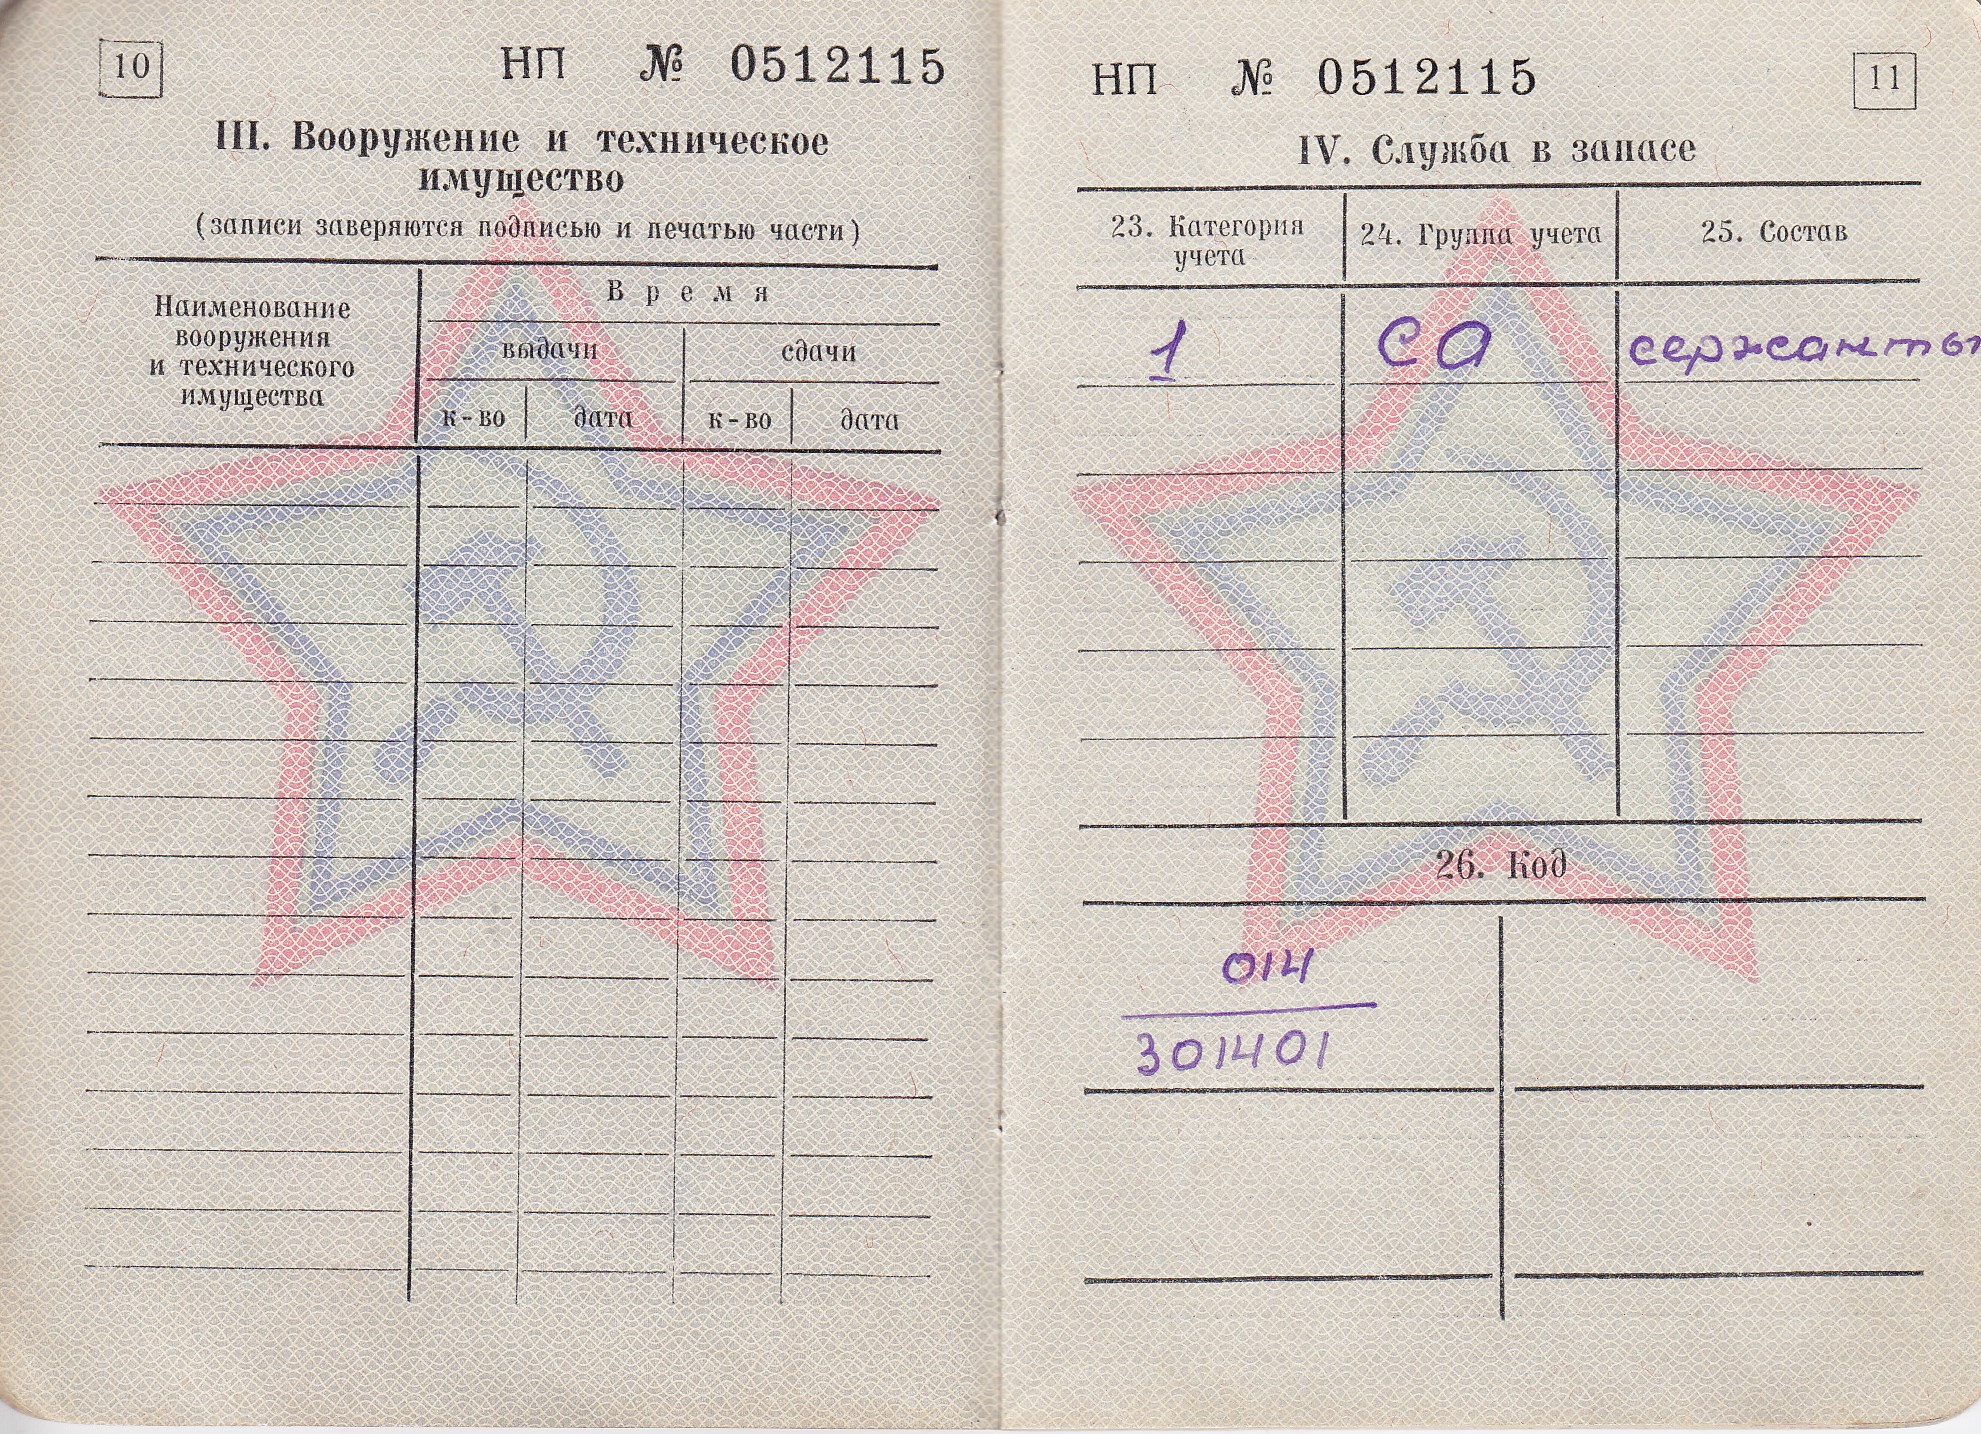 10
НП № 0512115
III. Вооружение и техническое
имущество
(записи заверяются подписью и печатью части)
Наименование
вооружения
и технического
имущества
Время
выдачи
сдачи
к-во
дата
к-во
дата
НП № 0512115
11
IV. Служба в запасе
23. Категория
учета
24. Группа учета
25. Состав
1
СА
сержанты
26. Код
014
301401